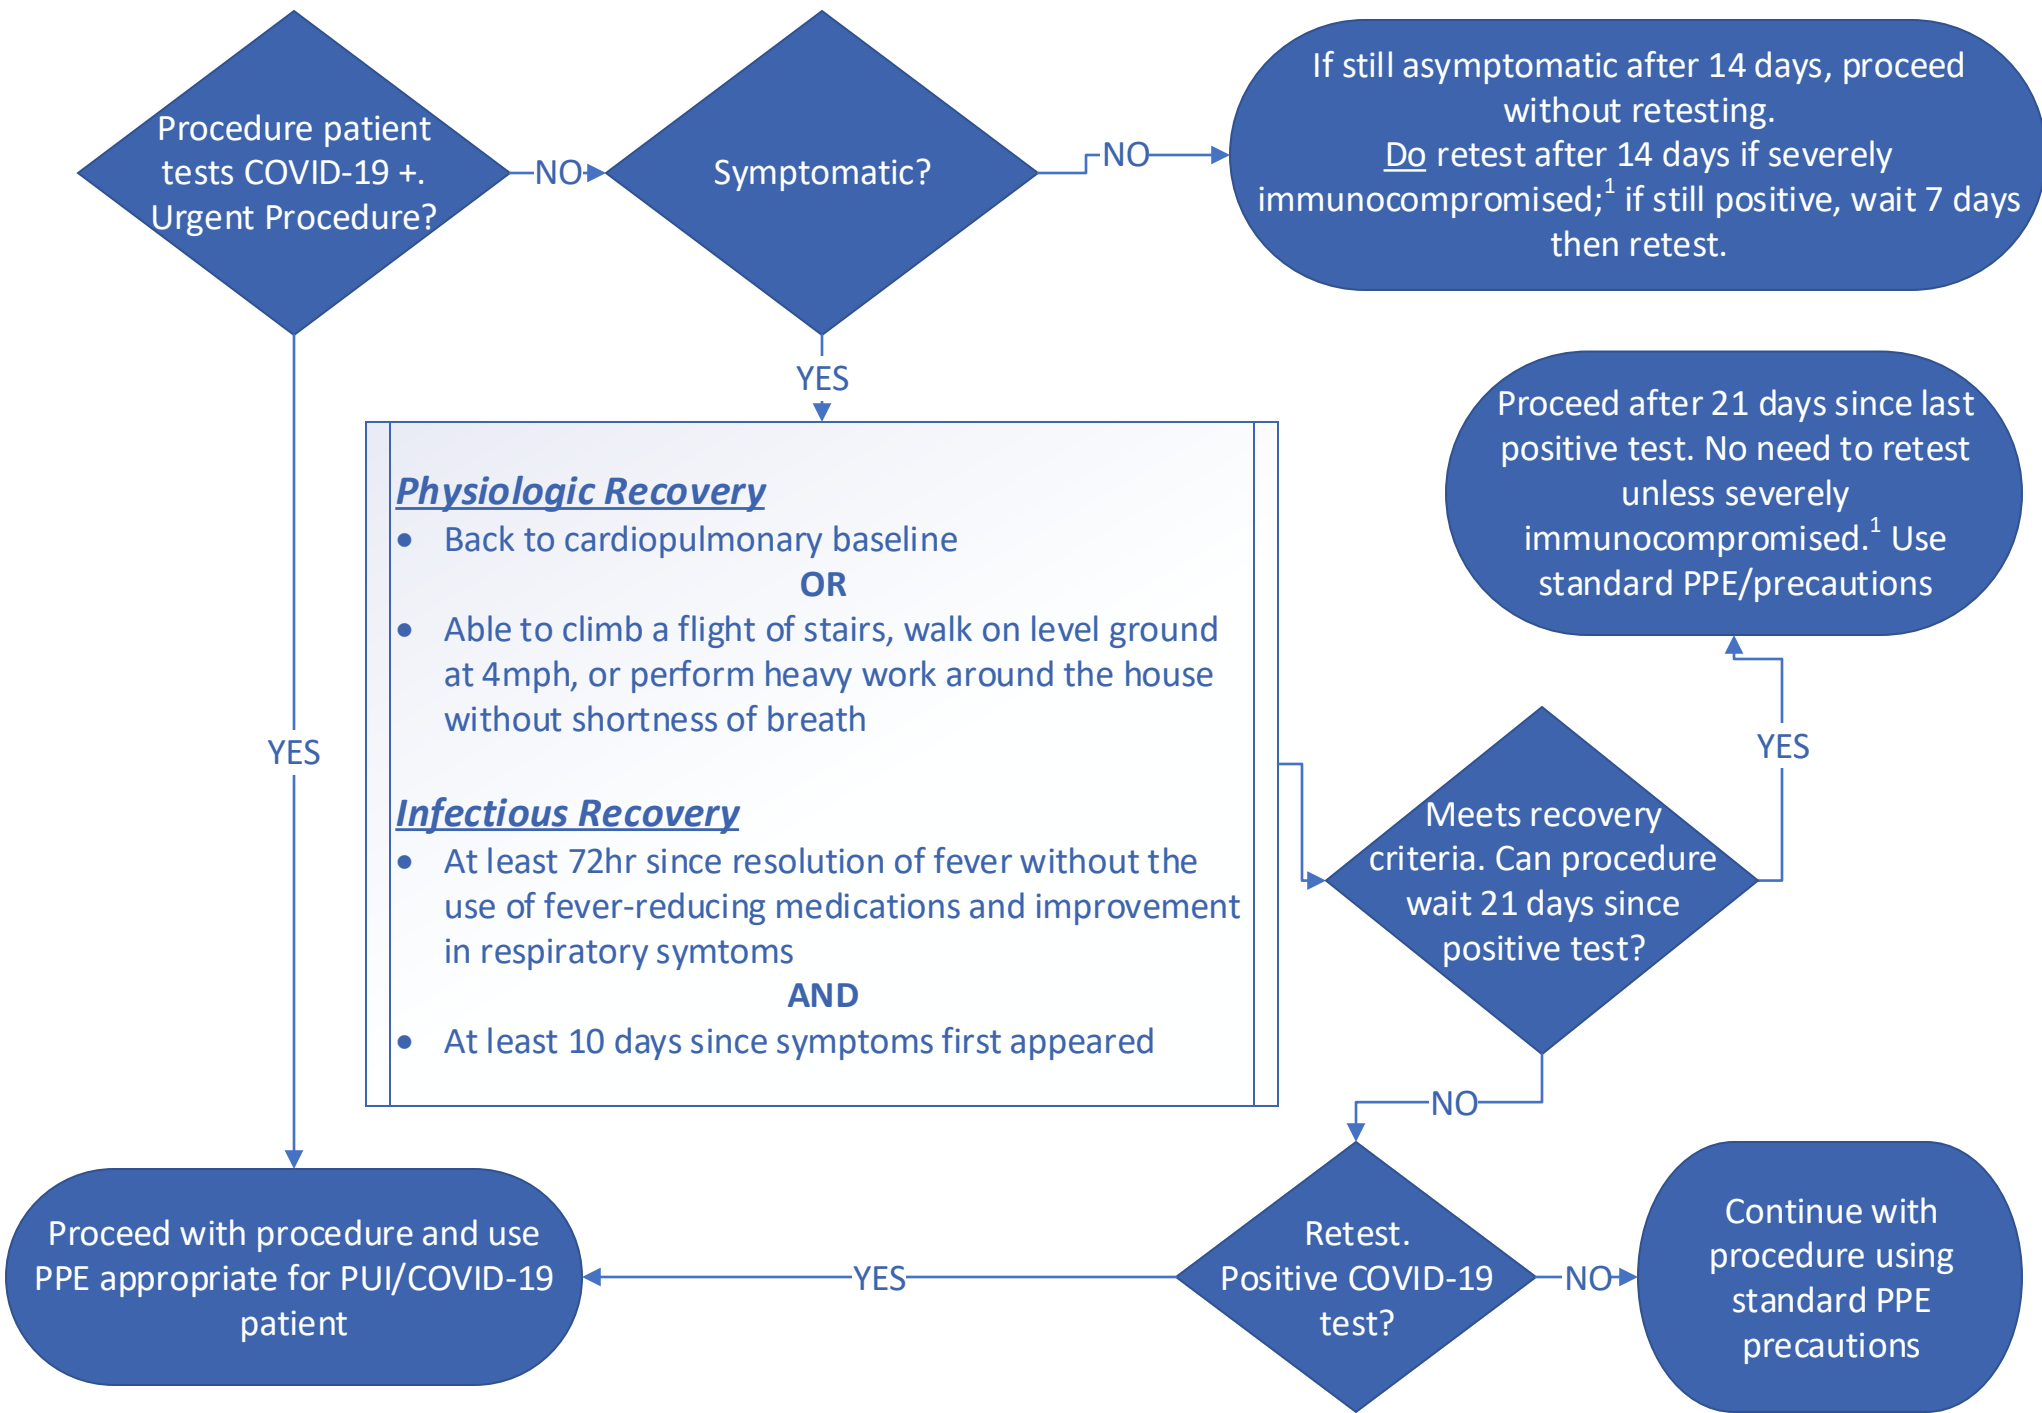 Procedure patient
tests COVID-19 +.
Urgent Procedure?
NO
Symptomatic?
NO
If still asymptomatic after 14 days, proceed
without retesting.
Do retest after 14 days if severely
immunocompromised;1 if still positive, wait 7 days
then retest.
YES
YES
Physiologic Recovery
• Back to cardiopulmonary baseline
OR
• Able to climb a flight of stairs, walk on level ground
at 4mph, or perform heavy work around the house
without shortness of breath
Infectious Recovery
• At least 72hr since resolution of fever without the
use of fever-reducing medications and improvement
in respiratory symtoms
AND
• At least 10 days since symptoms first appeared
Proceed after 21 days since last
positive test. No need to retest
unless severely
immunocompromised.1 Use
standard PPE/precautions
YES
Meets recovery
criteria. Can procedure
wait 21 days since
positive test?
NO
Retest.
Positive COVID-19
test?
YES
NO
Proceed with procedure and use
PPE appropriate for PUI/COVID-19
patient
Continue with
procedure using
standard PPE
precautions